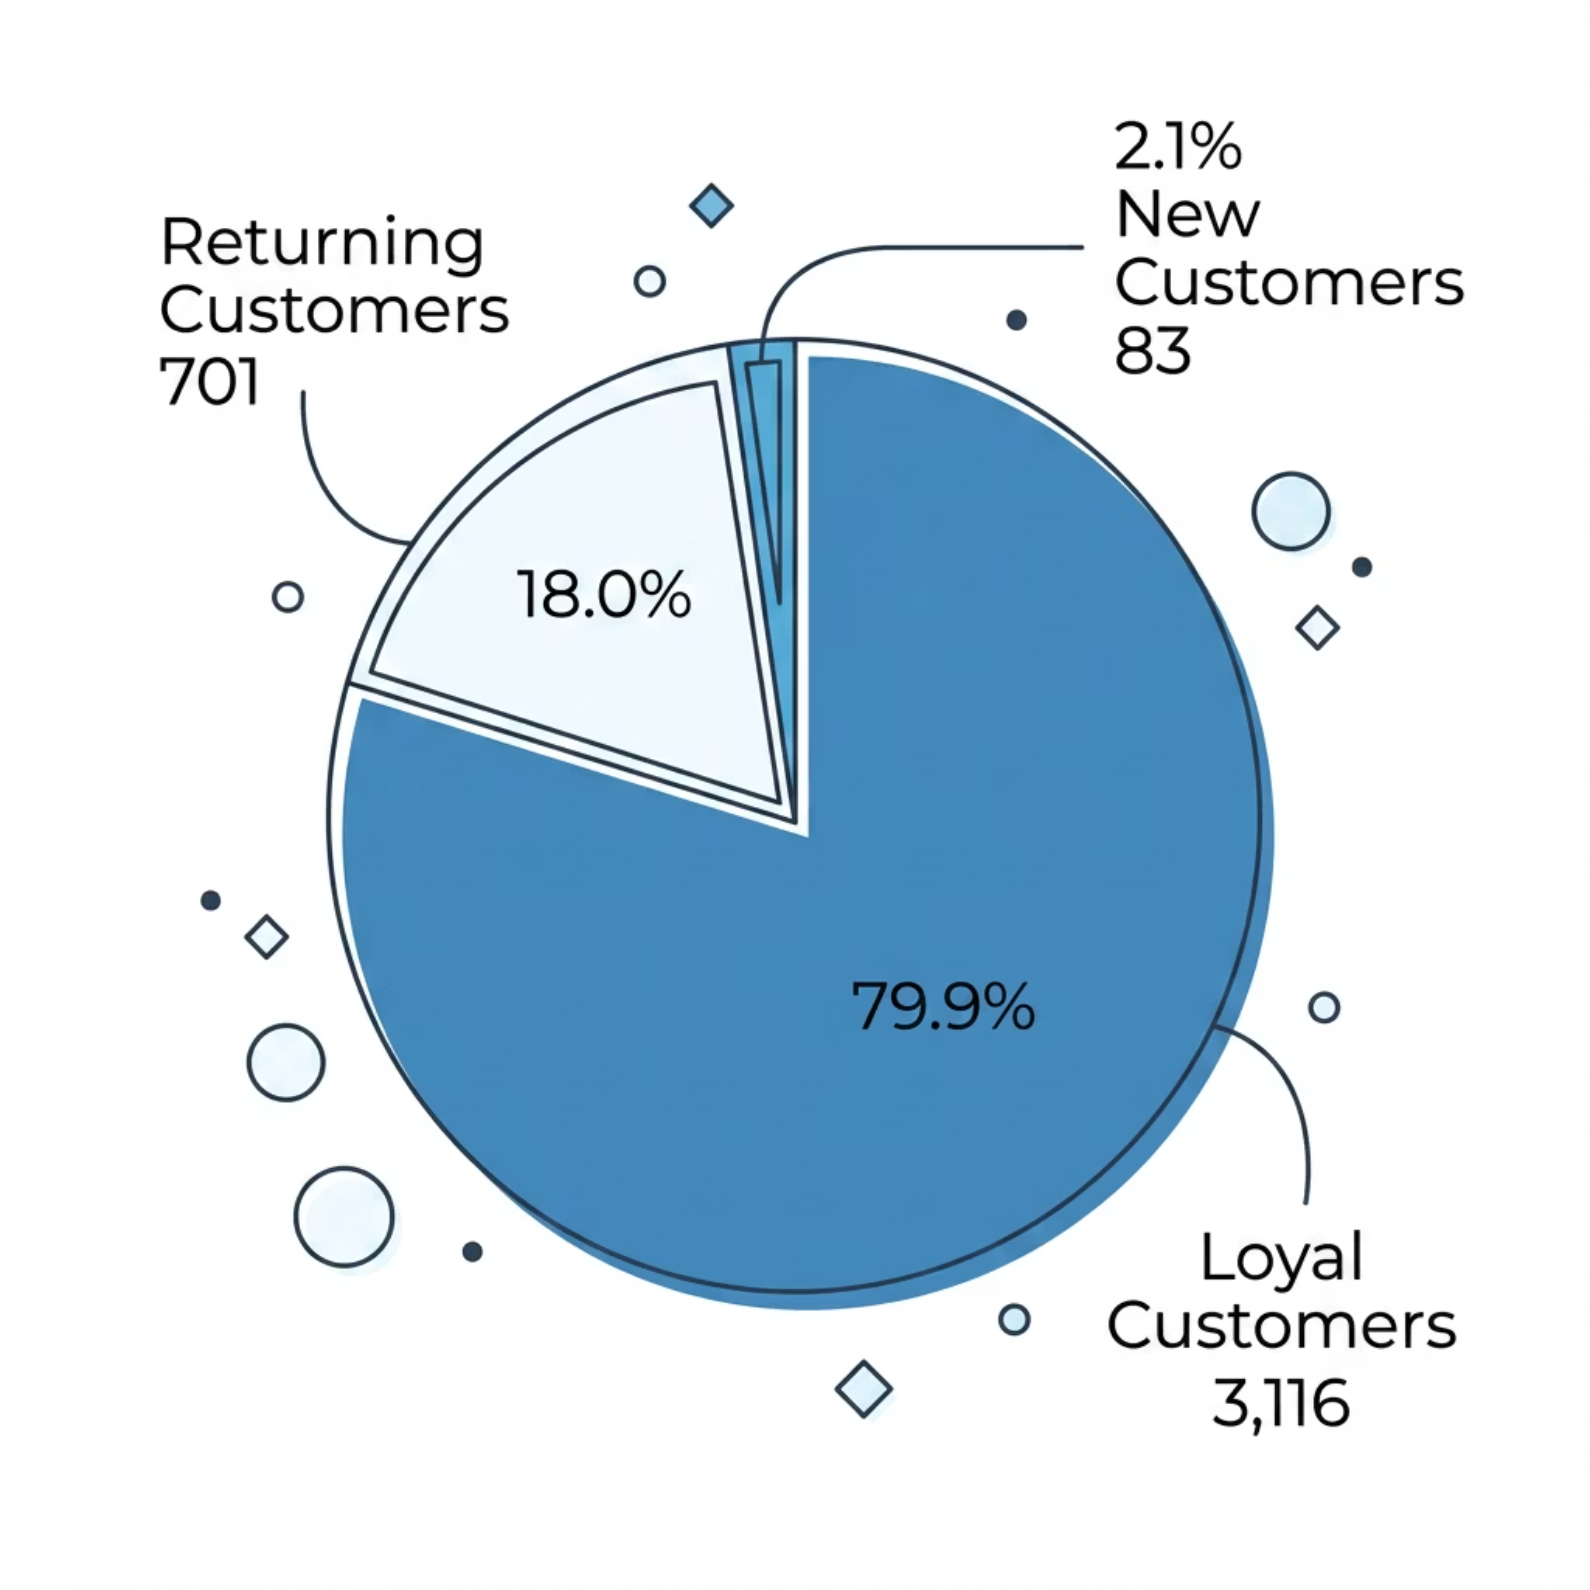 2.1%
New
Customers
83
Returning
Customers
701
18.0%
79.9%
Loyal
Customers
3,116